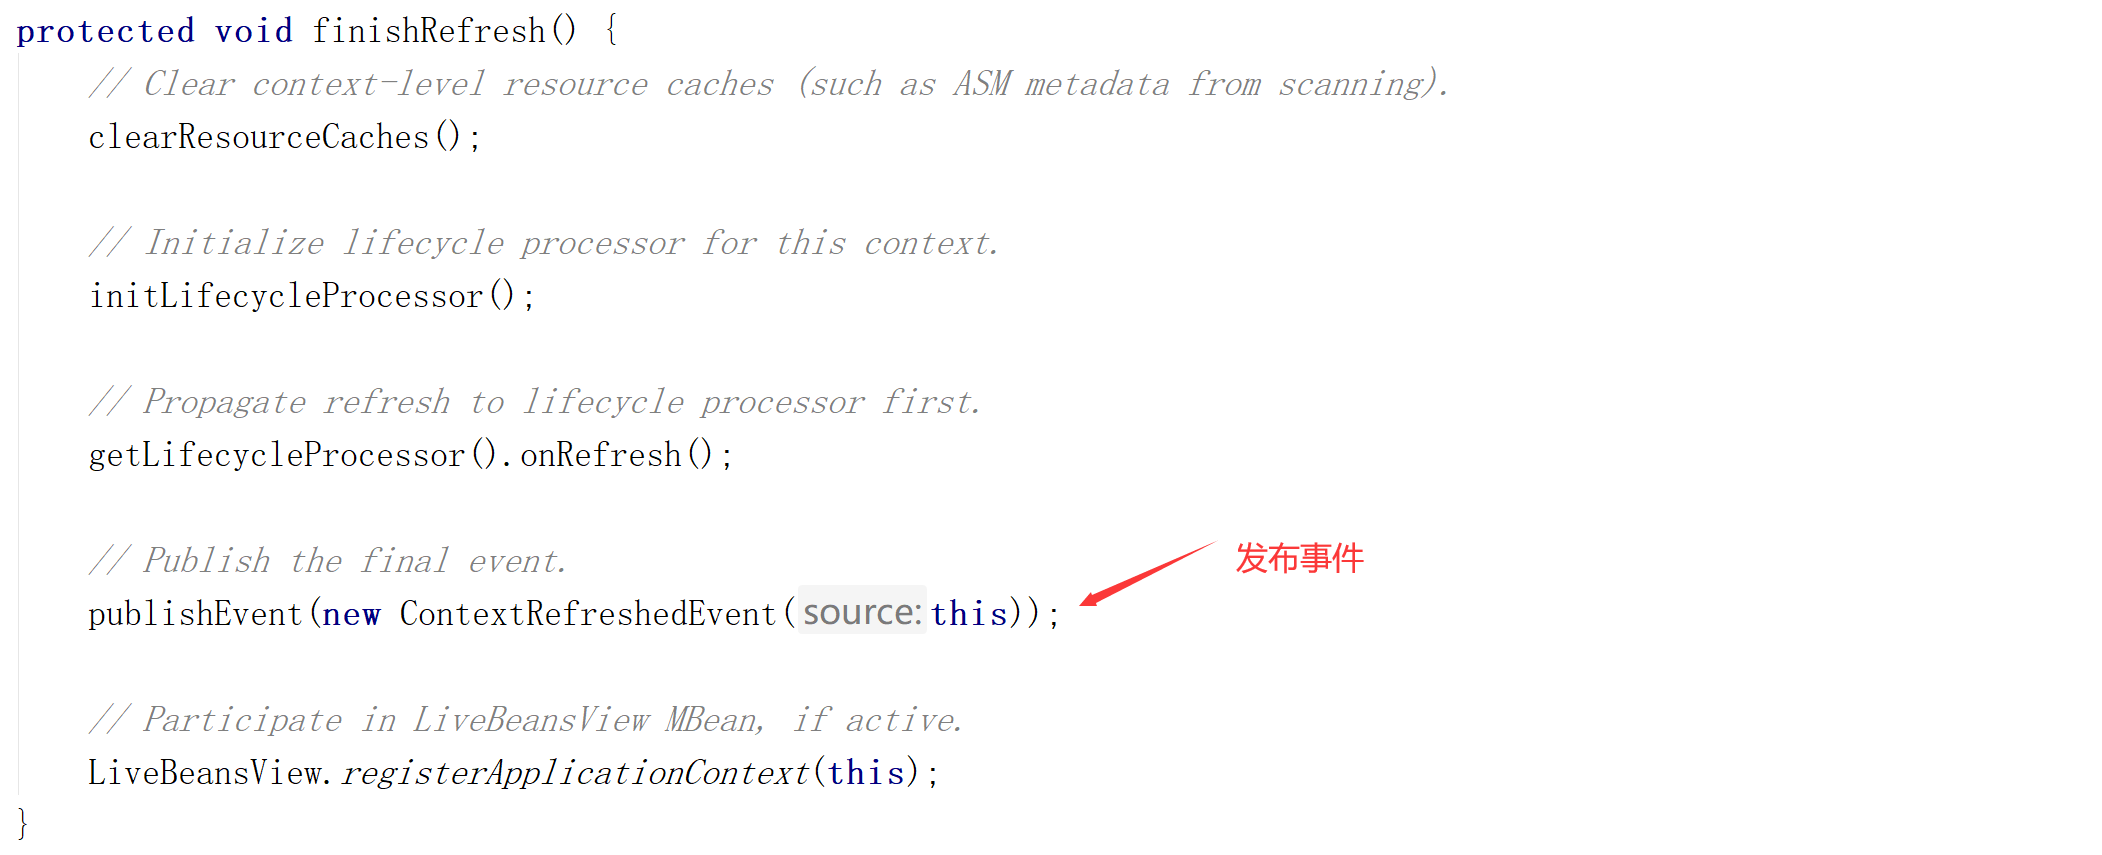 protected void finishRefresh() {
// Clear context-level resource caches (such as ASM metadata from scanning).
clearResourceCaches();
// Initialize lifecycle processor for this context.
initLifecycleProcessor();
// Propagate refresh to lifecycle processor first.
getLifecycleProcessor().onRefresh();
// Publish the final event.
发布事件
publishEvent(new ContextRefreshedEvent( source: this));
// Participate in LiveBeansView MBean, if active.
LiveBeansView.registerApplicationContext(this);
}